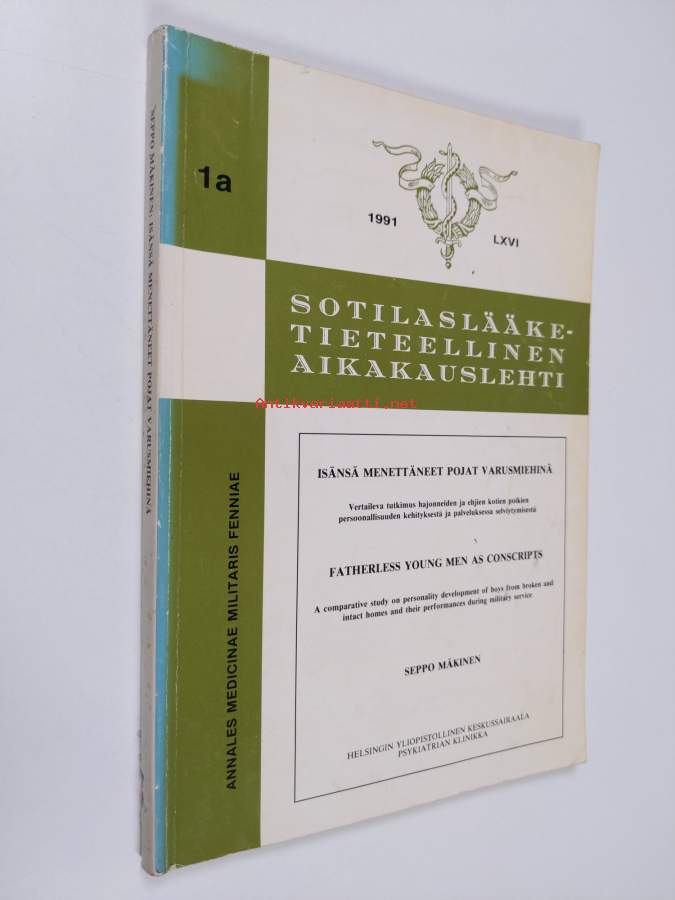 SEPPO MÄKINEN: ISÄNSÄ MENETTÄNEET POJAT VARUSMIEHINÄ
1a
1991
LXVI
SOTILASLÄÄKE-
TIETEELLINEN
AIKAKAUSLEHTI
Antikvariaatti.net
ANNALES MEDICINAE MILITARIS FENNIAE
ISÄNSÄ MENETTÄNEET POJAT VARUSMIEHINÄ
Vertaileva tutkimus hajonneiden ja ehjien kotien poikien
persoonallisuuden kehityksestä ja palveluksessa selviytymisestä
FATHERLESS YOUNG MEN AS CONSCRIPTS
A comparative study on personality development of boys from broken and
intact homes and their performances during military service
SEPPO MÄKINEN
HELSINGIN YLIOPISTOLLINEN KESKUSSAIRAALA
PSYKIATRIAN KLINIKKA